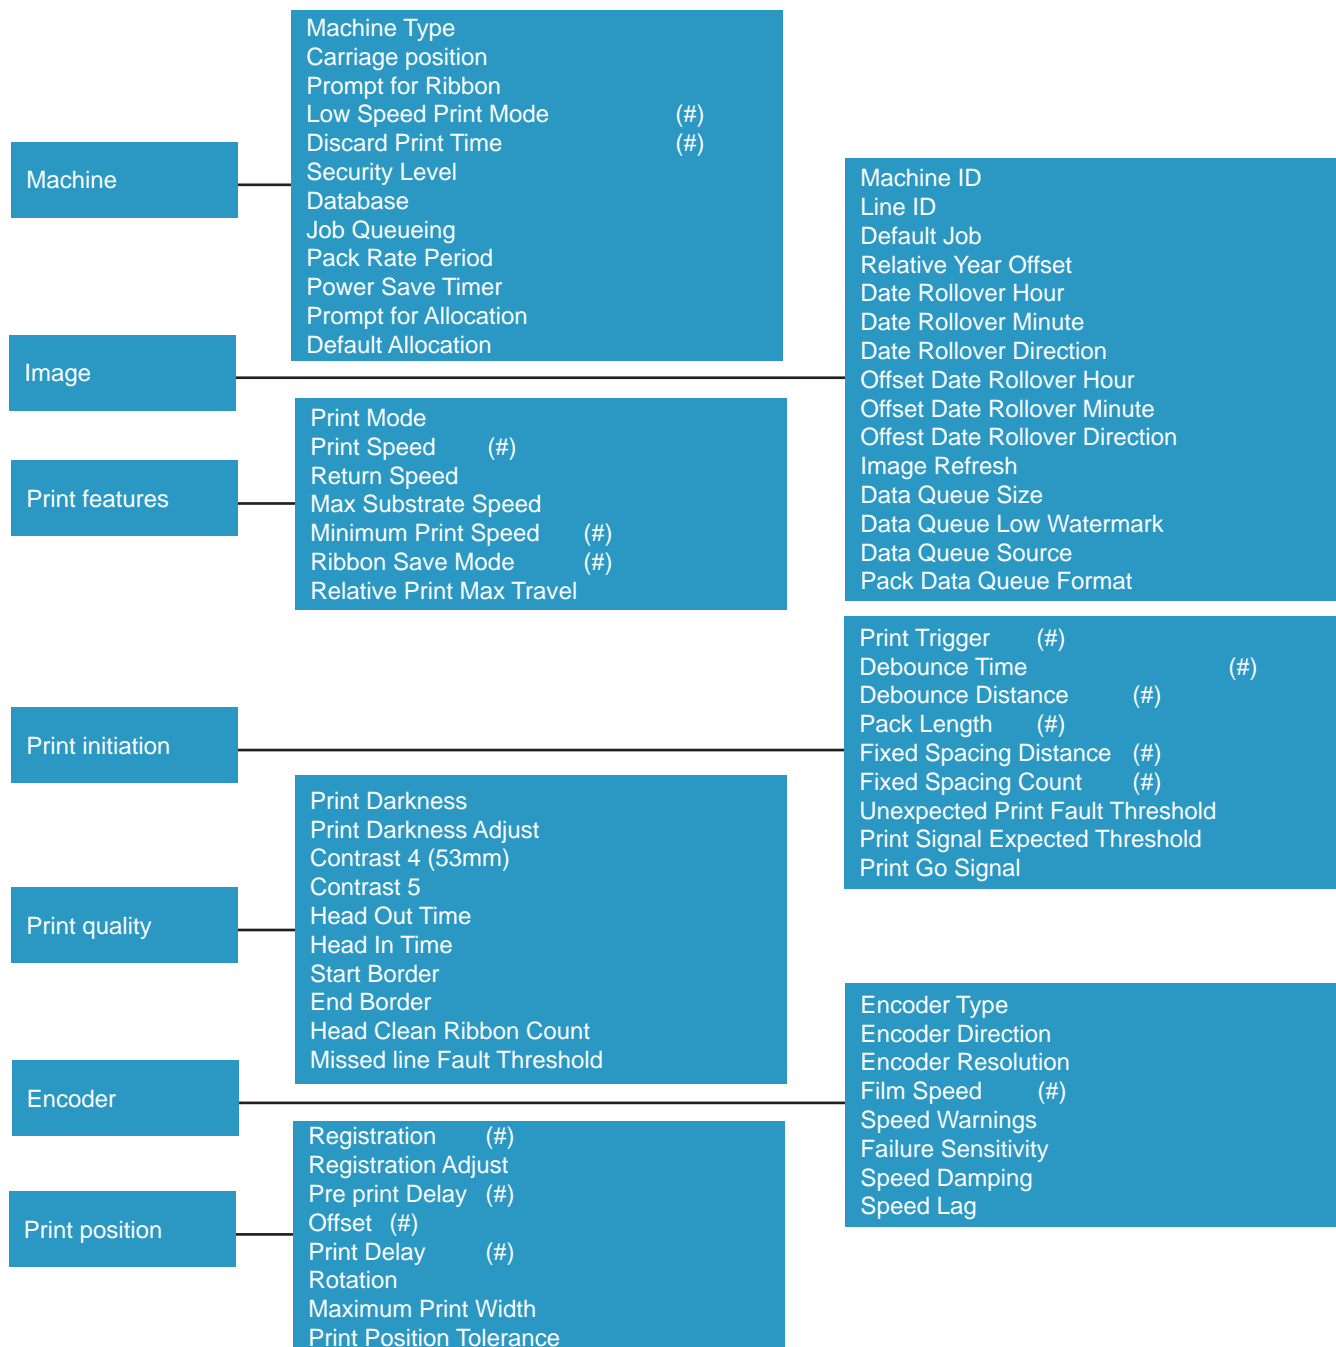 Machine
Machine Type
Carriage position
Prompt for Ribbon
Low Speed Print Mode (#)
Discard Print Time (#)
Security Level
Database
Job Queueing
Pack Rate Period
Power Save Timer
Prompt for Allocation
Default Allocation
Image
Machine ID
Line ID
Default Job
Relative Year Offset
Date Rollover Hour
Date Rollover Minute
Date Rollover Direction
Offset Date Rollover Hour
Offset Date Rollover Minute
Offest Date Rollover Direction
Image Refresh
Data Queue Size
Data Queue Low Watermark
Data Queue Source
Pack Data Queue Format
Print features
Print Mode
Print Speed (#)
Return Speed
Max Substrate Speed
Minimum Print Speed (#)
Ribbon Save Mode (#)
Relative Print Max Travel
Print initiation
Print Trigger (#)
Debounce Time (#)
Debounce Distance (#)
Pack Length (#)
Fixed Spacing Distance (#)
Fixed Spacing Count (#)
Unexpected Print Fault Threshold
Print Signal Expected Threshold
Print Go Signal
Print quality
Print Darkness
Print Darkness Adjust
Contrast 4 (53mm)
Contrast 5
Head Out Time
Head In Time
Start Border
End Border
Head Clean Ribbon Count
Missed line Fault Threshold
Encoder
Encoder Type
Encoder Direction
Encoder Resolution
Film Speed (#)
Speed Warnings
Failure Sensitivity
Speed Damping
Speed Lag
Print position
Registration (#)
Registration Adjust
Pre print Delay (#)
Offset (#)
Print Delay (#)
Rotation
Maximum Print Width
Print Position Tolerance